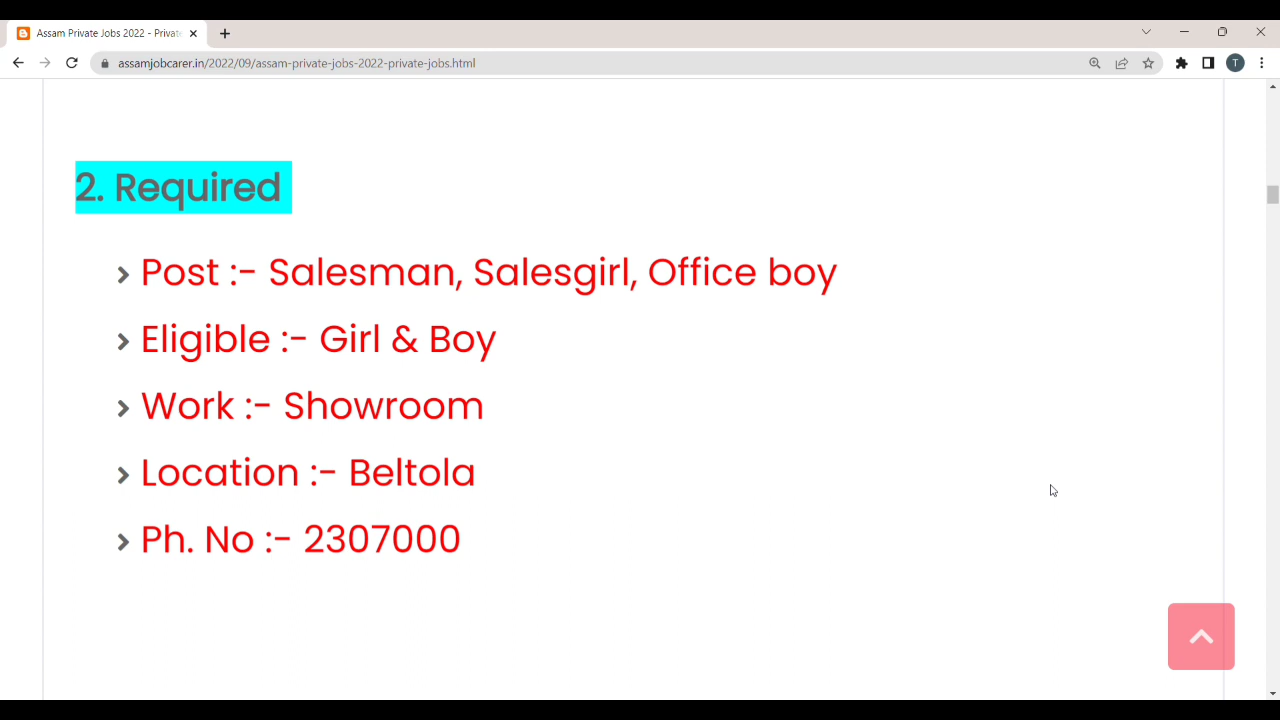 Assam Private Jobs 2022 - Privat
assamjobcarer.in/2022/09/assam-private-jobs-2022-private-jobs.html
T
2. Required
Post :- Salesman, Salesgirl, Office boy
Eligible :- Girl & Boy
Work :- Showroom
Location :- Beltola
Ph. No :- 2307000